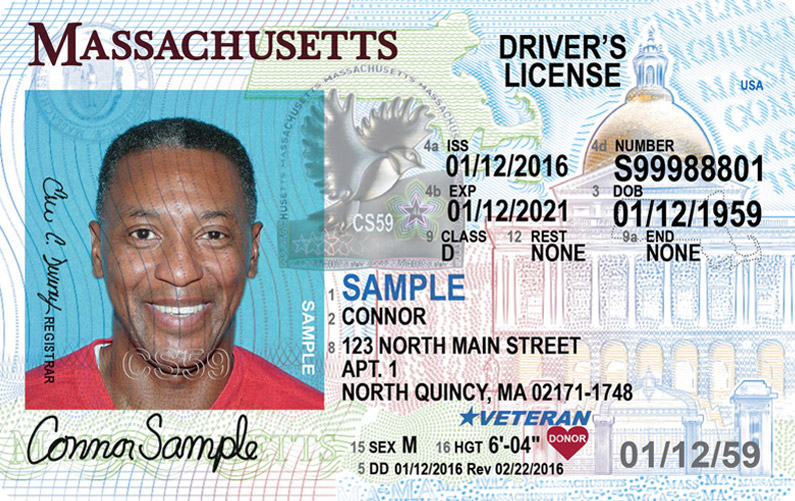 MASSACHUSETTS
DRIVER'S
LICENSE
USA
4a ISS
01/12/2016
4d NUMBER
S99988801
4b EXP
01/12/2021
3 DOB
01/12/1959
9 CLASS
D
12 REST
NONE
9a END
NONE
MASSACHUSETTS
CS59
1 SAMPLE
2 CONNOR
8 123 NORTH MAIN STREET
APT. 1
NORTH QUINCY, MA 02171-1748
VETERAN
15 SEX M 16 HGT 6'-04" DONOR
5 DD 01/12/2016 Rev 02/22/2016
01/12/59
REGISTRAR
SAMPLE
CS59
Connor Sample